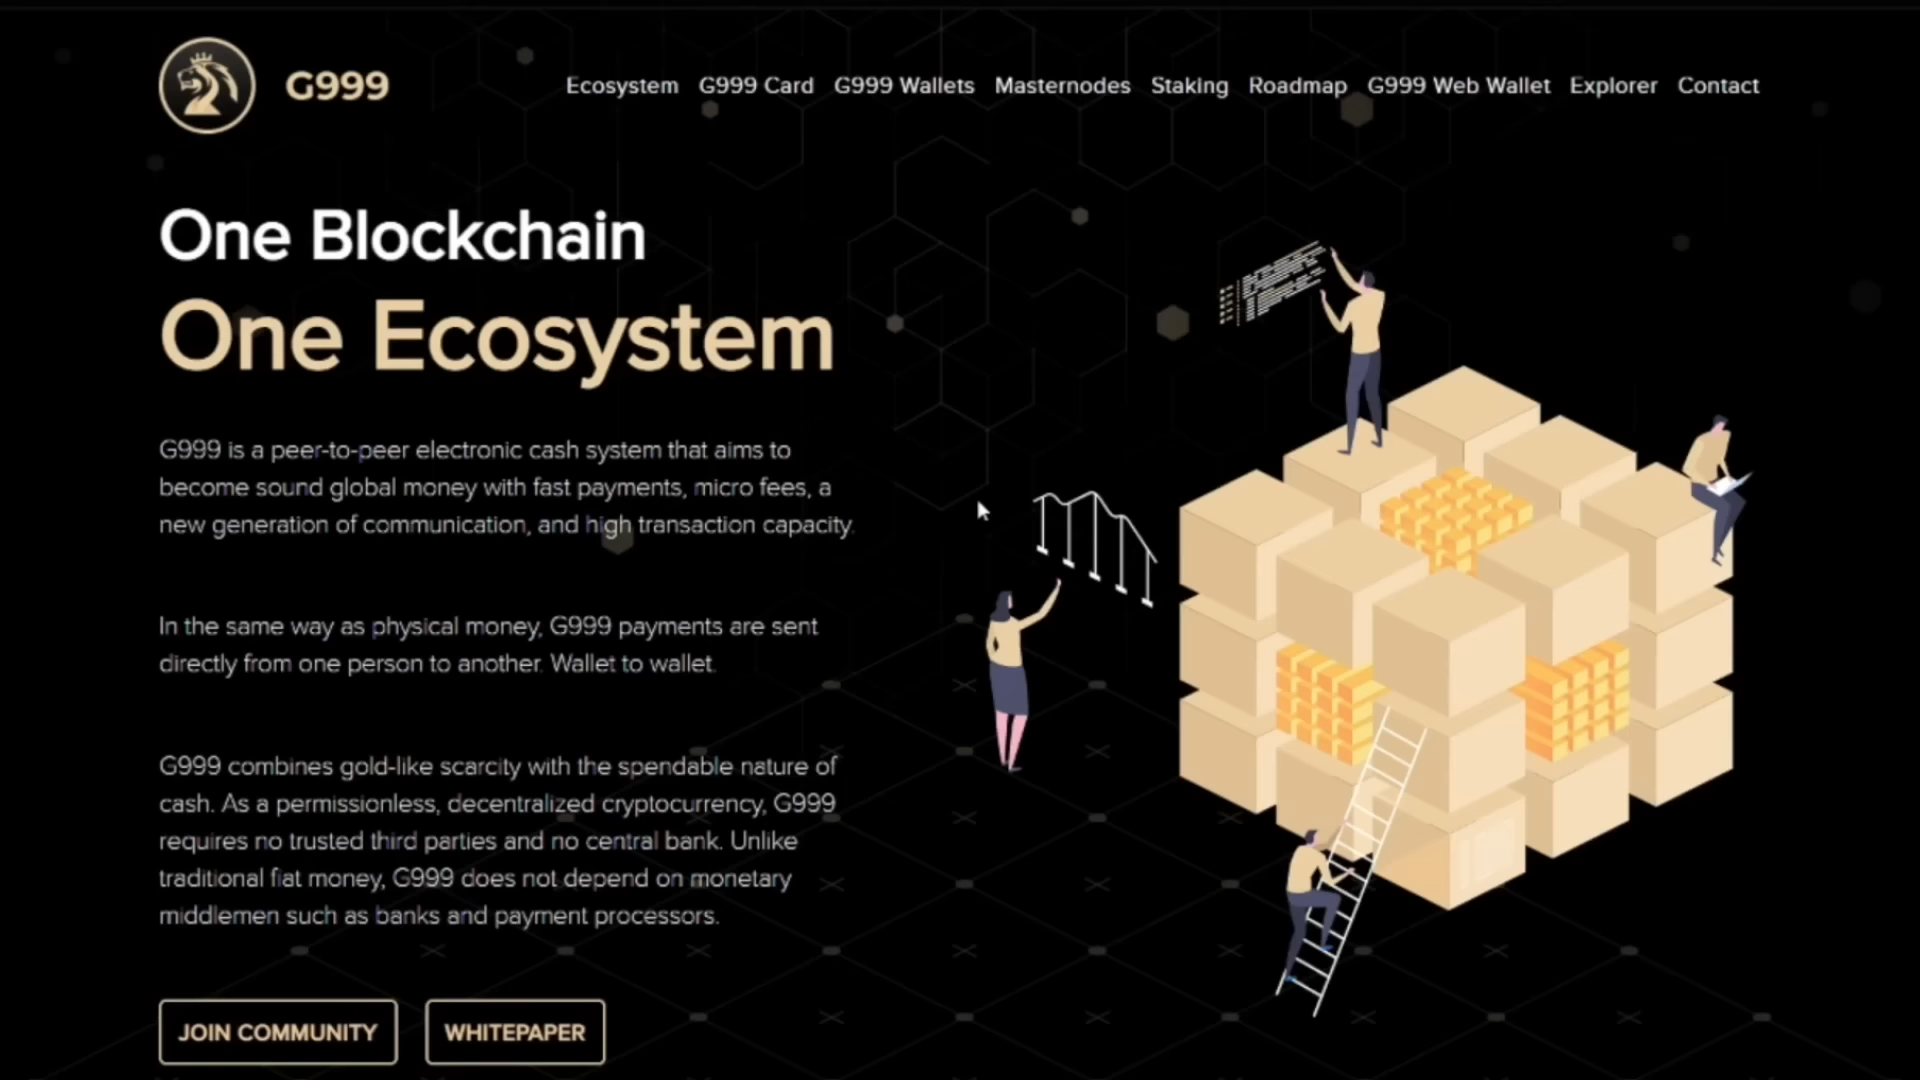 G999
Ecosystem G999 Card G999 Wallets Masternodes Staking Roadmap G999 Web Wallet Explorer Contact
One Blockchain
One Ecosystem
G999 is a peer-to-peer electronic cash system that aims to
become sound global money with fast payments, micro fees, a
new generation of communication, and high transaction capacity.
In the same way as physical money, G999 payments are sent
directly from one person to another. Wallet to wallet.
G999 combines gold-like scarcity with the spendable nature of
cash. As a permissionless, decentralized cryptocurrency, G999
requires no trusted third parties and no central bank. Unlike
traditional fiat money, G999 does not depend on monetary
middlemen such as banks and payment processors.
JOIN COMMUNITY
WHITEPAPER